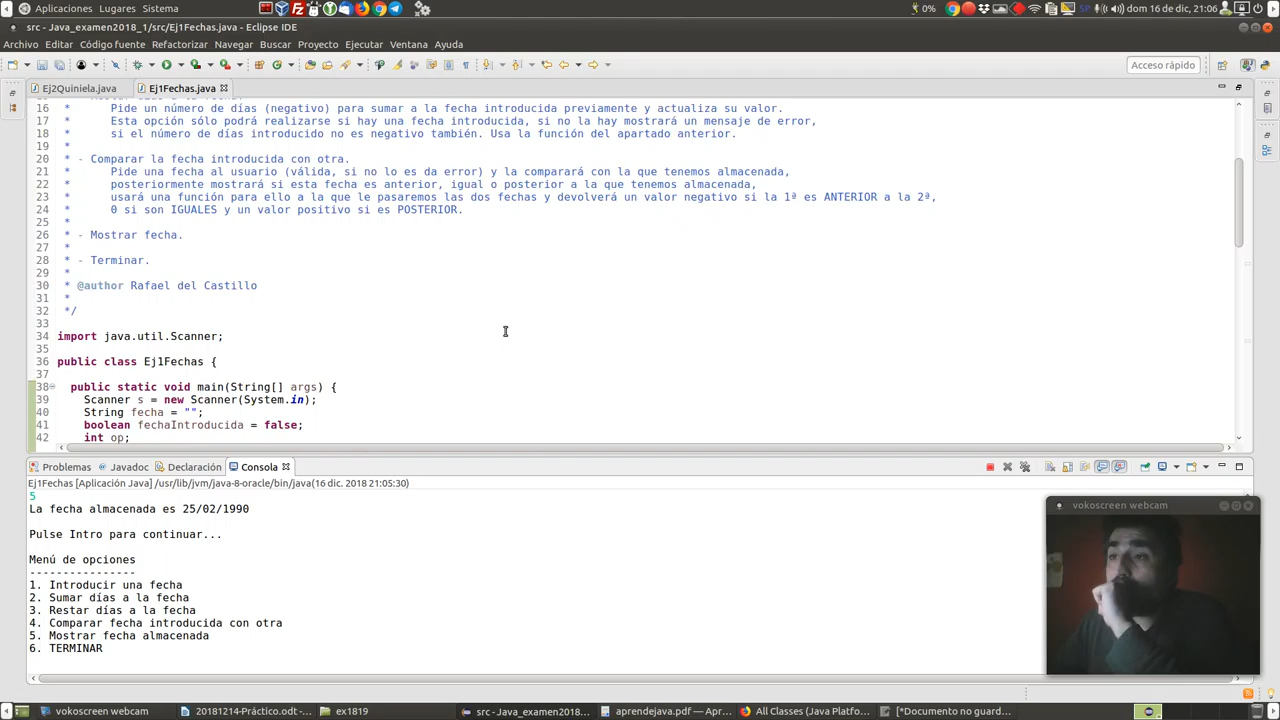 Aplicaciones Lugares Sistema
0% SP dom 16 de dic, 21:06
src - Java_examen2018_1/src/Ej1Fechas.java - Eclipse IDE
Archivo Editar Código fuente Refactorizar Navegar Buscar Proyecto Ejecutar Ventana Ayuda
Acceso rápido
Ej2Quiniela.java Ej1Fechas.java
16 * Pide un número de días (negativo) para sumar a la fecha introducida previamente y actualiza su valor.
17 * Esta opción sólo podrá realizarse si hay una fecha introducida, si no la hay mostrará un mensaje de error,
18 * si el número de días introducido no es negativo también. Usa la función del apartado anterior.
19 *
20 * - Comparar la fecha introducida con otra.
21 * Pide una fecha al usuario (válida, si no lo es da error) y la comparará con la que tenemos almacenada,
22 * posteriormente mostrará si esta fecha es anterior, igual o posterior a la que tenemos almacenada,
23 * usará una función para ello a la que le pasaremos las dos fechas y devolverá un valor negativo si la 1ª es ANTERIOR a la 2ª,
24 * 0 si son IGUALES y un valor positivo si es POSTERIOR.
25 *
26 * - Mostrar fecha.
27 *
28 * - Terminar.
29 *
30 * @author Rafael del Castillo
31 *
32 */
33
34 import java.util.Scanner;
35
36 public class Ej1Fechas {
37
38 public static void main(String[] args) {
39 Scanner s = new Scanner(System.in);
40 String fecha = "";
41 boolean fechaIntroducida = false;
42 int op;
Problemas Javadoc Declaración Consola
Ej1Fechas [Aplicación Java] /usr/lib/jvm/java-8-oracle/bin/java(16 dic. 2018 21:05:30)
5
La fecha almacenada es 25/02/1990
Pulse Intro para continuar...
Menú de opciones
----------------
1. Introducir una fecha
2. Sumar días a la fecha
3. Restar días a la fecha
4. Comparar fecha introducida con otra
5. Mostrar fecha almacenada
6. TERMINAR
vokoscreen webcam
vokoscreen webcam 20181214-Práctico.odt -... ex1819 src - Java_examen2018... aprendejava.pdf — Apr... All Classes (Java Platfo... [*Documento no guard...